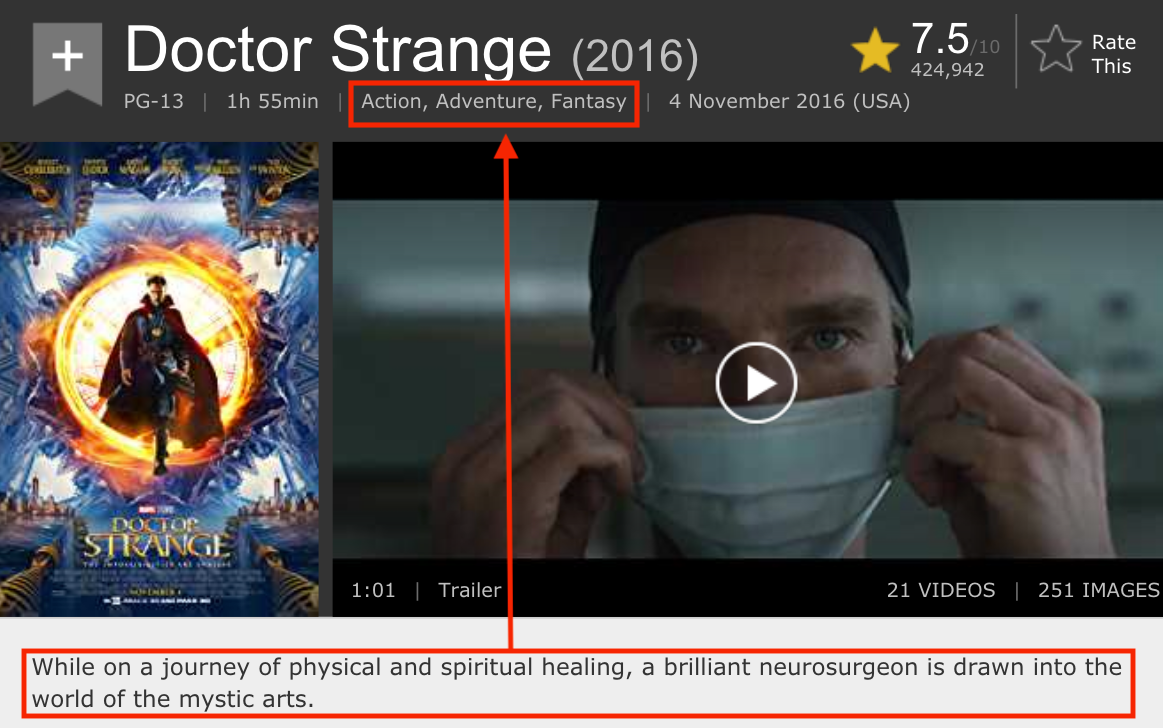 Doctor Strange (2016)
7.5/10
424,942
Rate
This
PG-13 | 1h 55min | Action, Adventure, Fantasy | 4 November 2016 (USA)
DOCTOR
STRANGE
NOVEMBER 4
1:01 | Trailer
21 VIDEOS | 251 IMAGES
While on a journey of physical and spiritual healing, a brilliant neurosurgeon is drawn into the
world of the mystic arts.